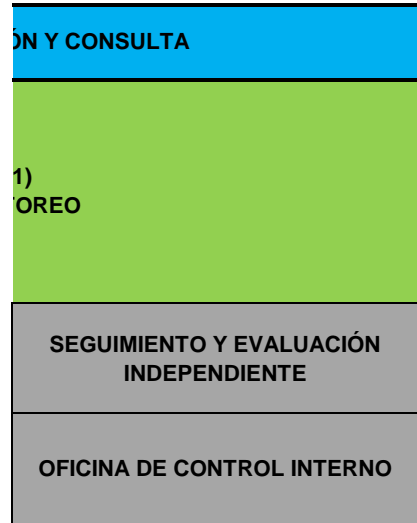 ÓN Y CONSULTA
1)
TOREO
SEGUIMIENTO Y EVALUACIÓN
INDEPENDIENTE
OFICINA DE CONTROL INTERNO